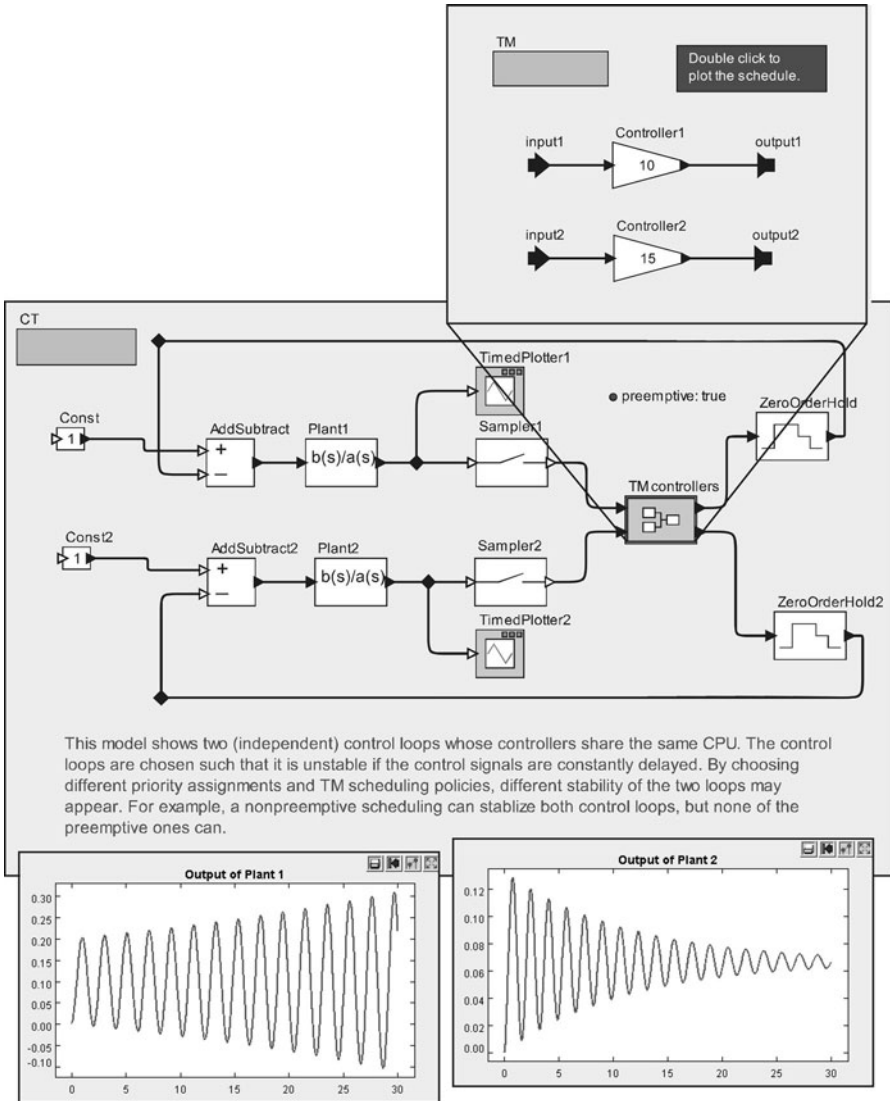 TM
Double click to
plot the schedule.
input1
Controller1
output1
10
input2
Controller2
output2
15
CT
TimedPlotter1
preemptive: true
Const
1
AddSubtract
+
−
Plant1
b(s)/a(s)
Sampler1
ZeroOrderHold
TM controllers
Const2
1
AddSubtract2
+
−
Plant2
b(s)/a(s)
Sampler2
TimedPlotter2
ZeroOrderHold2
This model shows two (independent) control loops whose controllers share the same CPU. The control
loops are chosen such that it is unstable if the control signals are constantly delayed. By choosing
different priority assignments and TM scheduling policies, different stability of the two loops may
appear. For example, a nonpreemptive scheduling can stablize both control loops, but none of the
preemptive ones can.
Output of Plant 1
0.30
0.25
0.20
0.15
0.10
0.05
0.00
-0.05
-0.10
0 5 10 15 20 25 30
Output of Plant 2
0.12
0.10
0.08
0.06
0.04
0.02
0.00
0 5 10 15 20 25 30